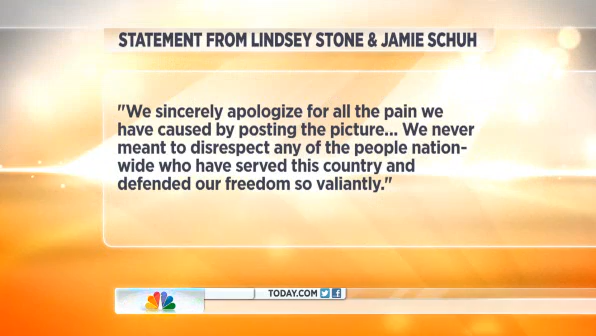 STATEMENT FROM LINDSEY STONE & JAMIE SCHUH
"We sincerely apologize for all the pain we
have caused by posting the picture... We never
meant to disrespect any of the people nation-
wide who have served this country and
defended our freedom so valiantly."
TODAY.COM